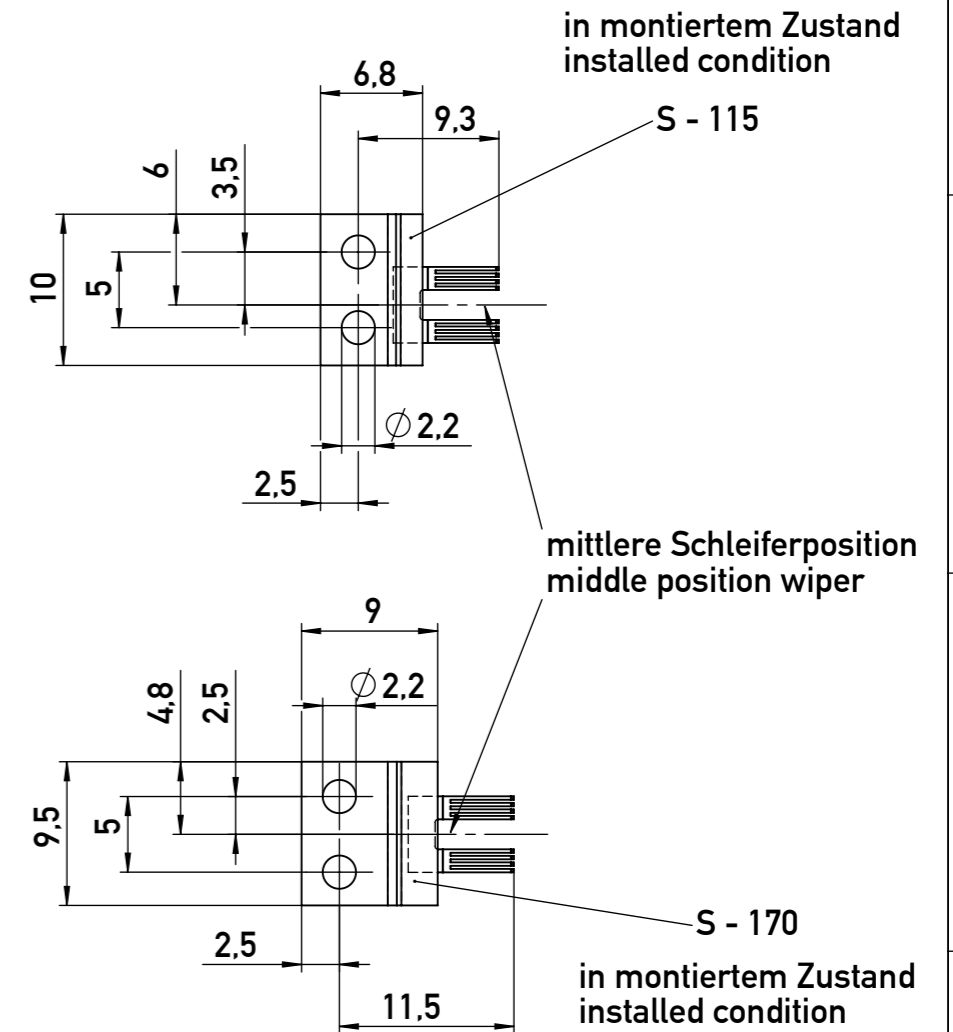 in montiertem Zustand
installed condition
6,8
9,3
S - 115
6
3,5
10
5
⌀ 2,2
2,5
mittlere Schleiferposition
middle position wiper
9
⌀ 2,2
4,8
2,5
9,5
5
S - 170
2,5
in montiertem Zustand
installed condition
11,5